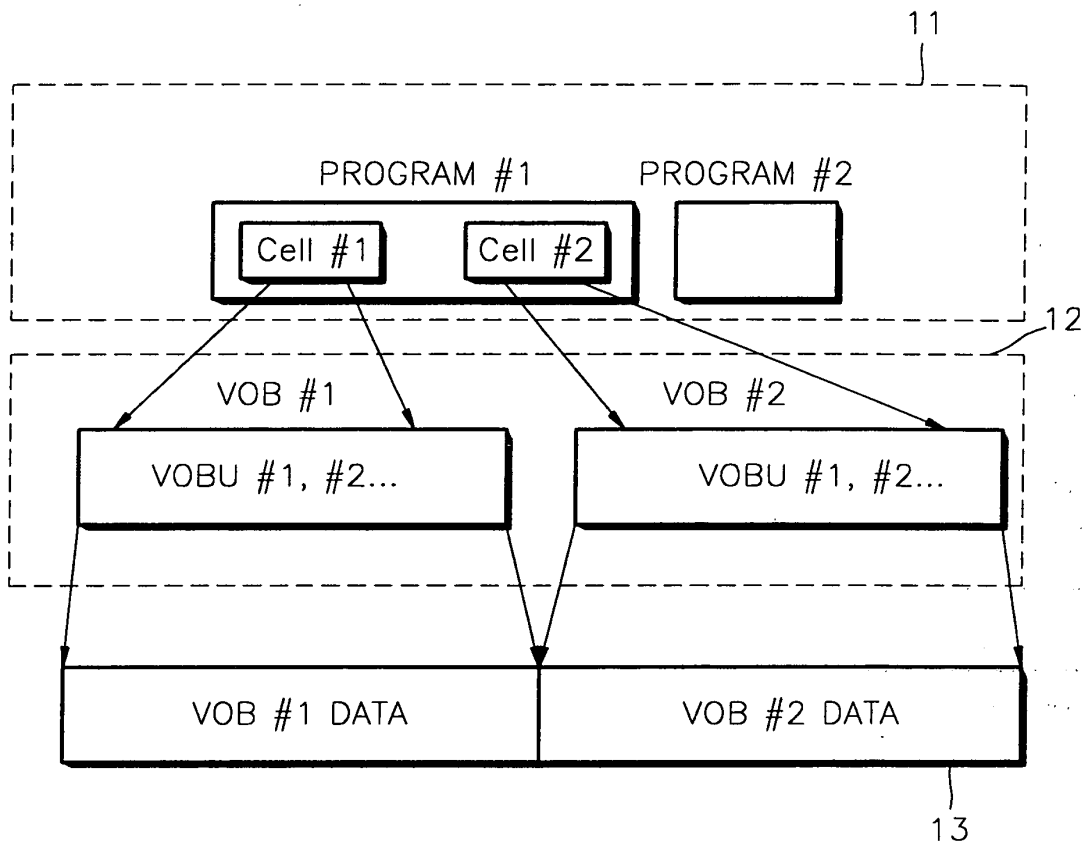 11
PROGRAM #1
PROGRAM #2
Cell #1
Cell #2
12
VOB #1
VOB #2
VOBU #1, #2...
VOBU #1, #2...
VOB #1 DATA
VOB #2 DATA
13